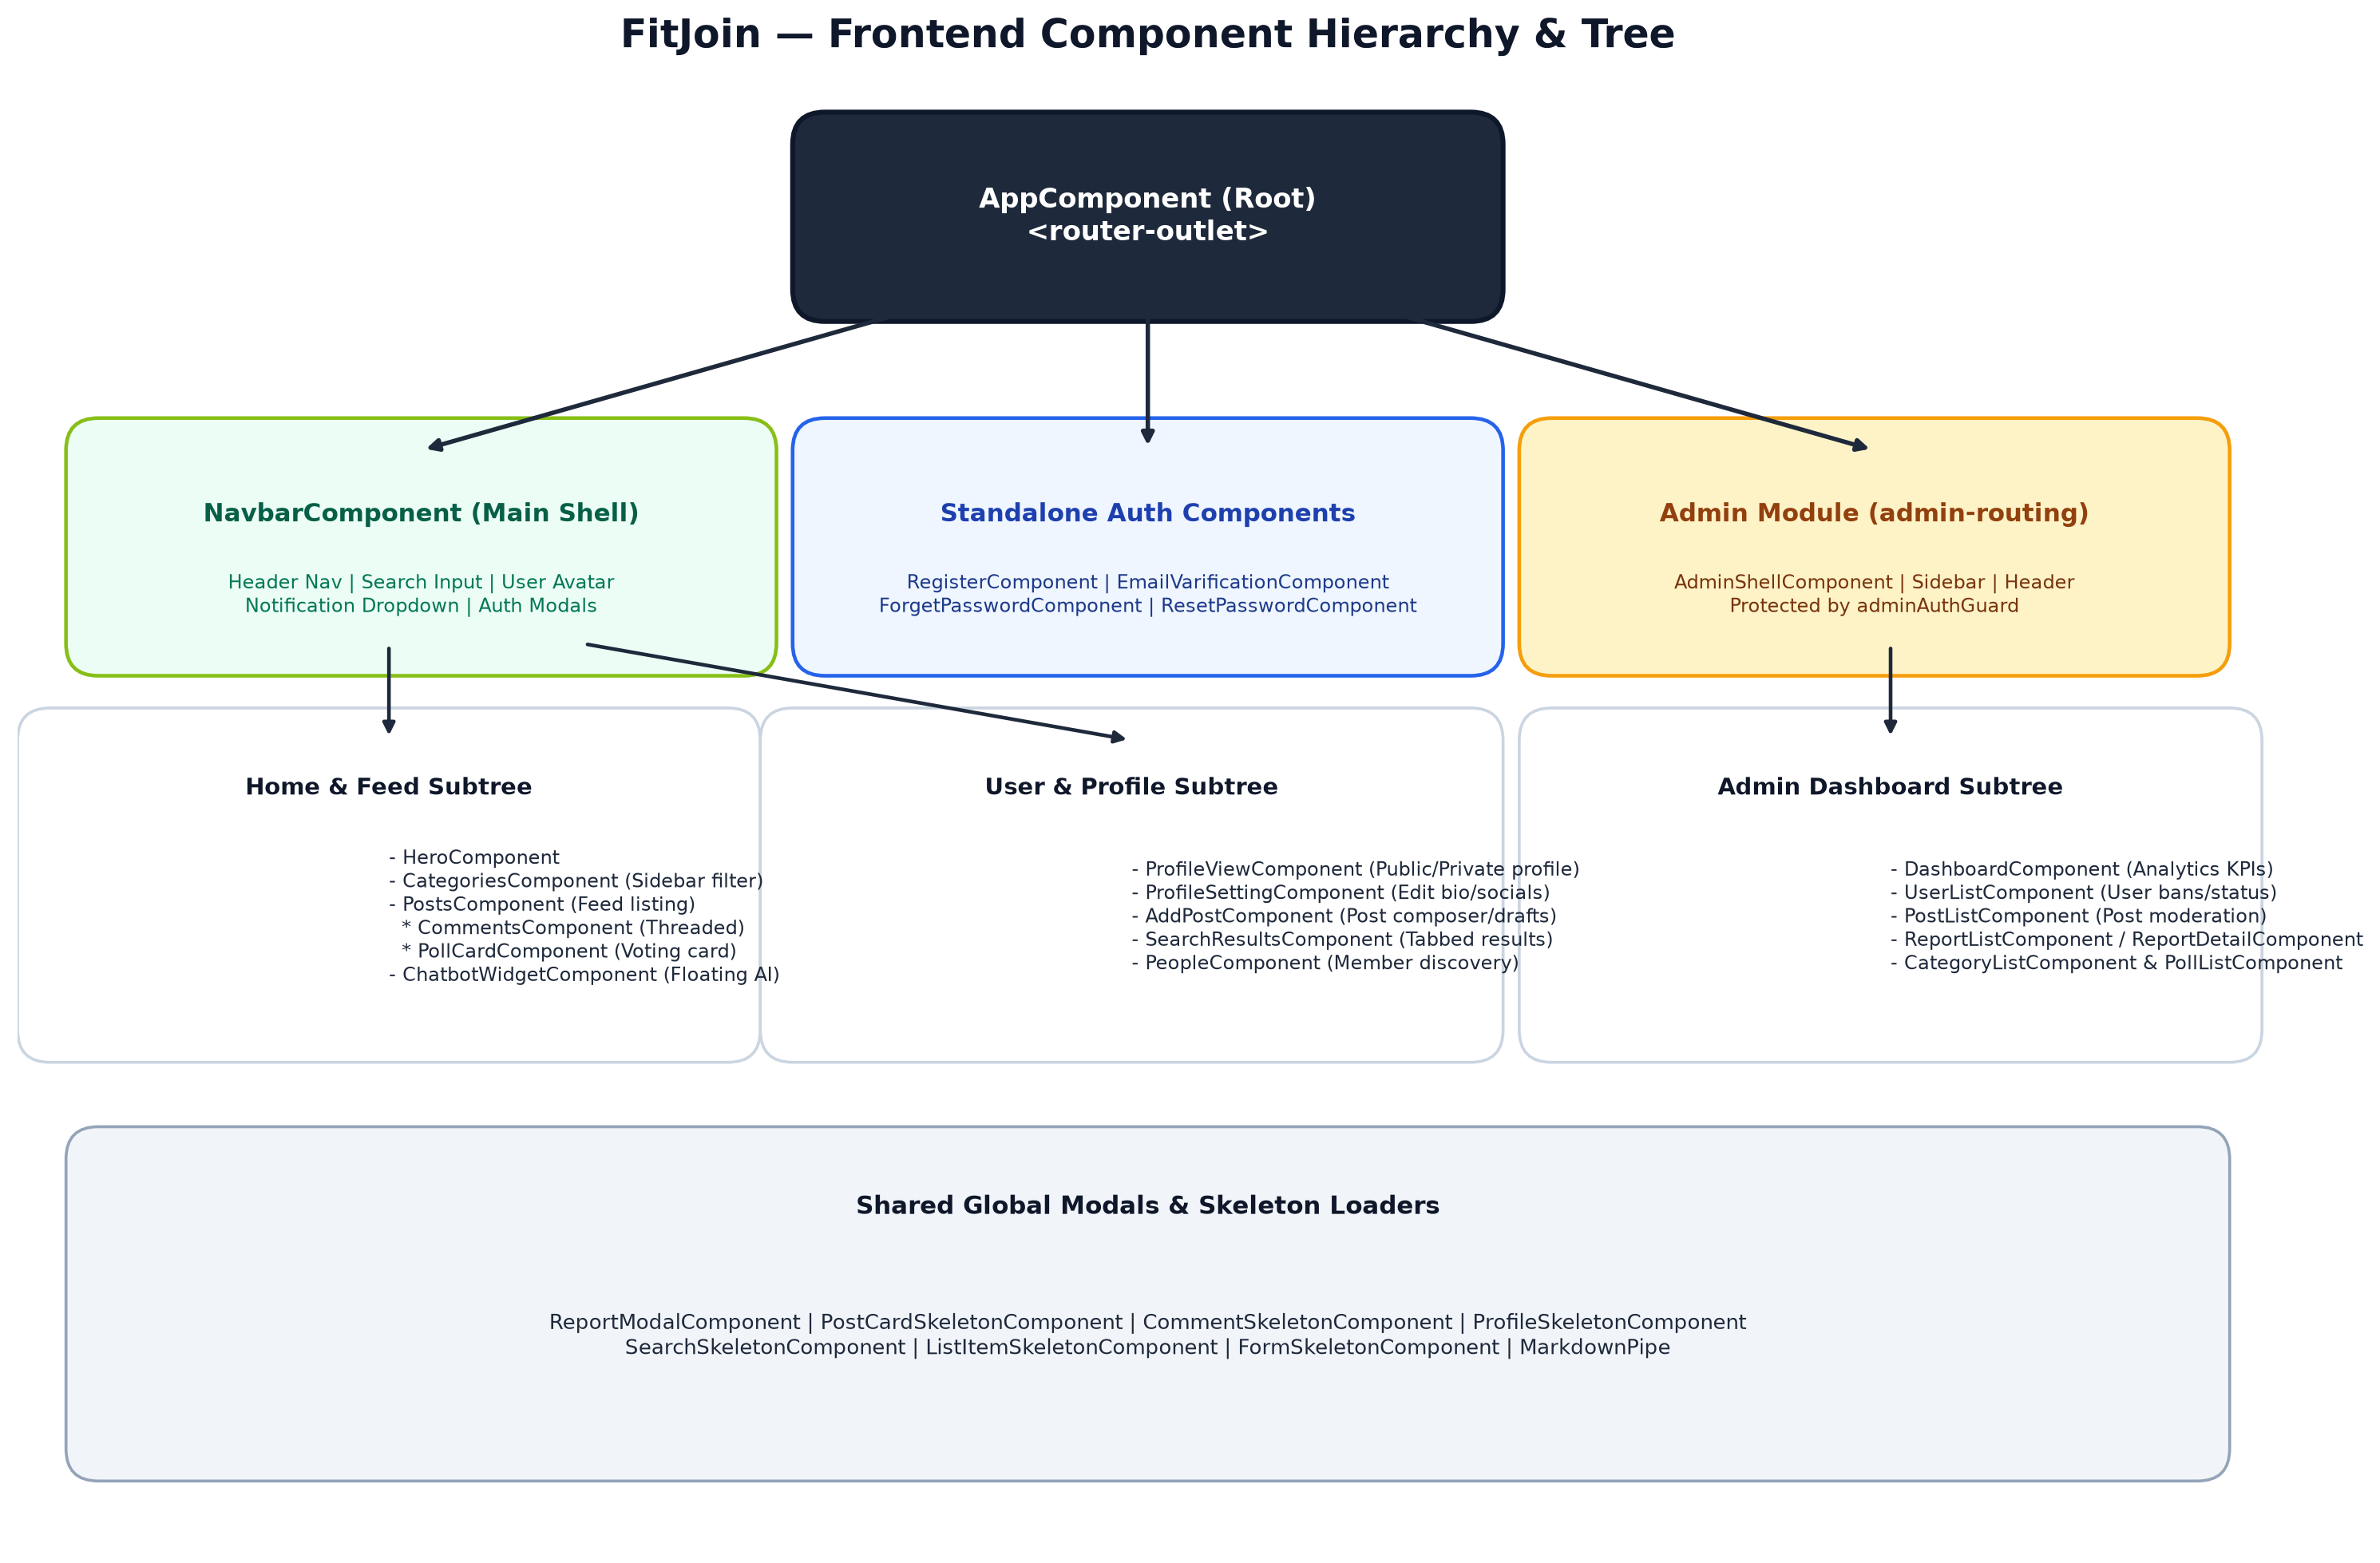 FitJoin — Frontend Component Hierarchy & Tree
AppComponent (Root)
<router-outlet>
NavbarComponent (Main Shell)
Header Nav | Search Input | User Avatar
Notification Dropdown | Auth Modals
Standalone Auth Components
RegisterComponent | EmailVarificationComponent
ForgetPasswordComponent | ResetPasswordComponent
Admin Module (admin-routing)
AdminShellComponent | Sidebar | Header
Protected by adminAuthGuard
Home & Feed Subtree
- HeroComponent
- CategoriesComponent (Sidebar filter)
- PostsComponent (Feed listing)
* CommentsComponent (Threaded)
* PollCardComponent (Voting card)
- ChatbotWidgetComponent (Floating AI)
User & Profile Subtree
- ProfileViewComponent (Public/Private profile)
- ProfileSettingComponent (Edit bio/socials)
- AddPostComponent (Post composer/drafts)
- SearchResultsComponent (Tabbed results)
- PeopleComponent (Member discovery)
Admin Dashboard Subtree
- DashboardComponent (Analytics KPIs)
- UserListComponent (User bans/status)
- PostListComponent (Post moderation)
- ReportListComponent / ReportDetailComponent
- CategoryListComponent & PollListComponent
Shared Global Modals & Skeleton Loaders
ReportModalComponent | PostCardSkeletonComponent | CommentSkeletonComponent | ProfileSkeletonComponent
SearchSkeletonComponent | ListItemSkeletonComponent | FormSkeletonComponent | MarkdownPipe